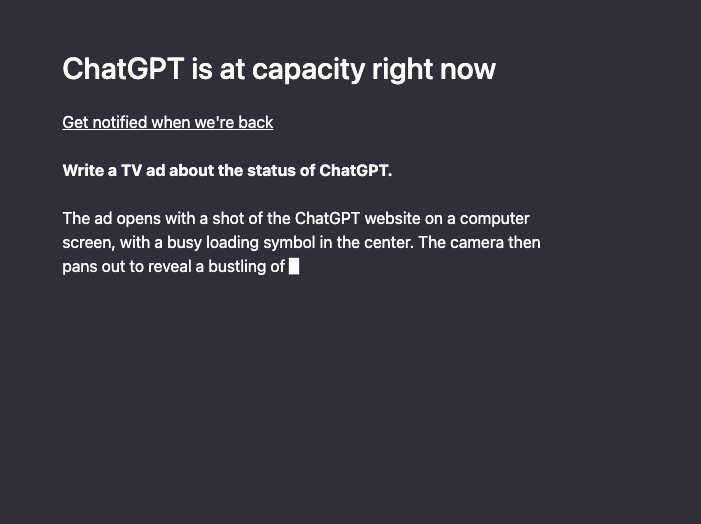 ChatGPT is at capacity right now
Get notified when we're back
Write a TV ad about the status of ChatGPT.
The ad opens with a shot of the ChatGPT website on a computer
screen, with a busy loading symbol in the center. The camera then
pans out to reveal a bustling of